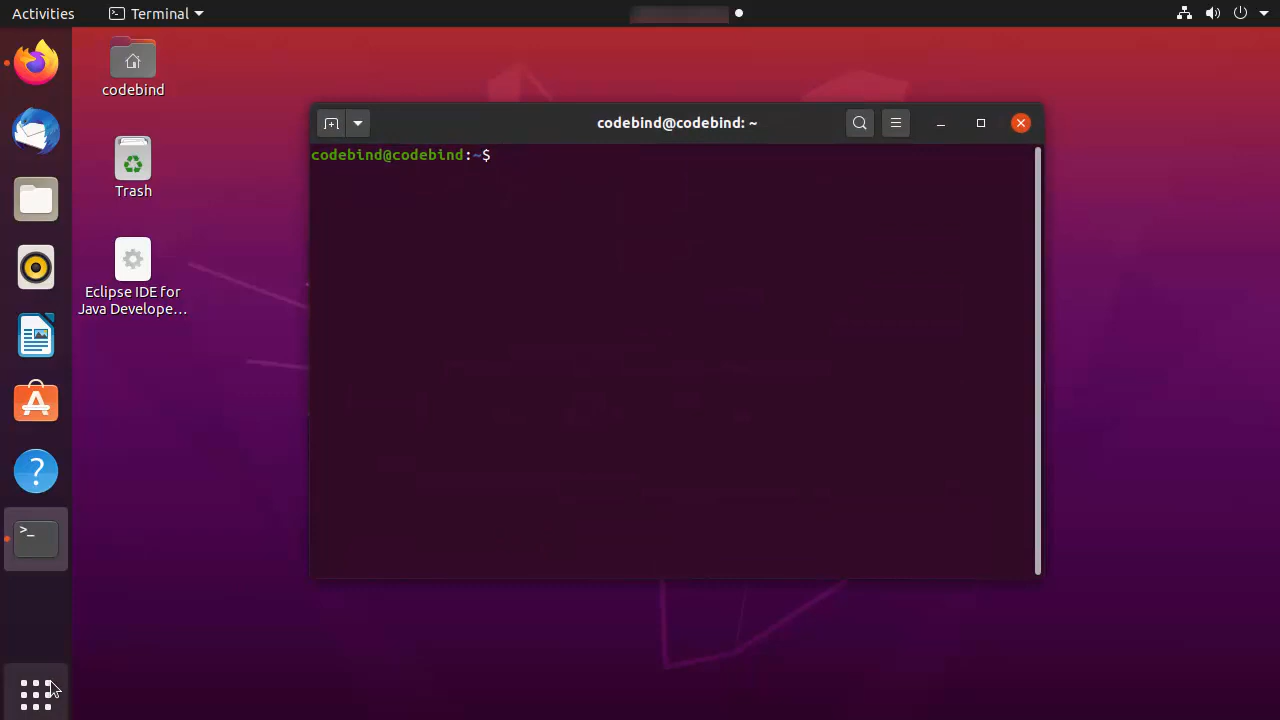 Activities
Terminal
codebind
Trash
Eclipse IDE for
Java Develope…
codebind@codebind: ~
codebind@codebind:~$
>_